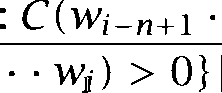 : C(w_{i−n+1} ·
· · w_i) > 0}|